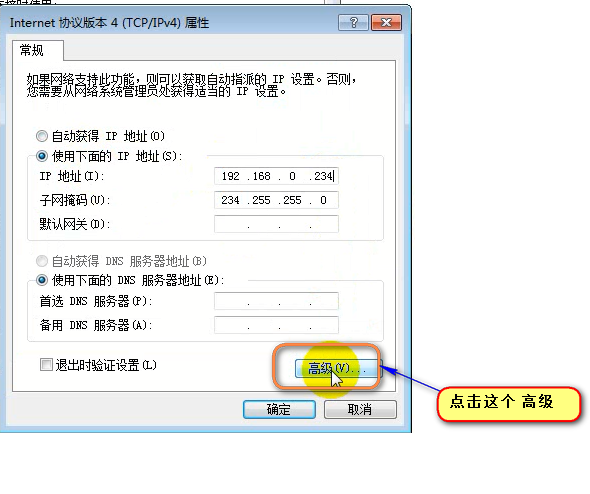 Internet 协议版本 4 (TCP/IPv4) 属性
常规
如果网络支持此功能，则可以获取自动指派的 IP 设置。否则，
您需要从网络系统管理员处获得适当的 IP 设置。
自动获得 IP 地址(O)
使用下面的 IP 地址(S):
IP 地址(I): 192 .168 . 0 .234
子网掩码(U): 234 .255 .255 . 0
默认网关(D): . . .
自动获得 DNS 服务器地址(B)
使用下面的 DNS 服务器地址(E):
首选 DNS 服务器(P): . . .
备用 DNS 服务器(A): . . .
退出时验证设置(L)
高级(V)...
点击这个 高级
确定
取消